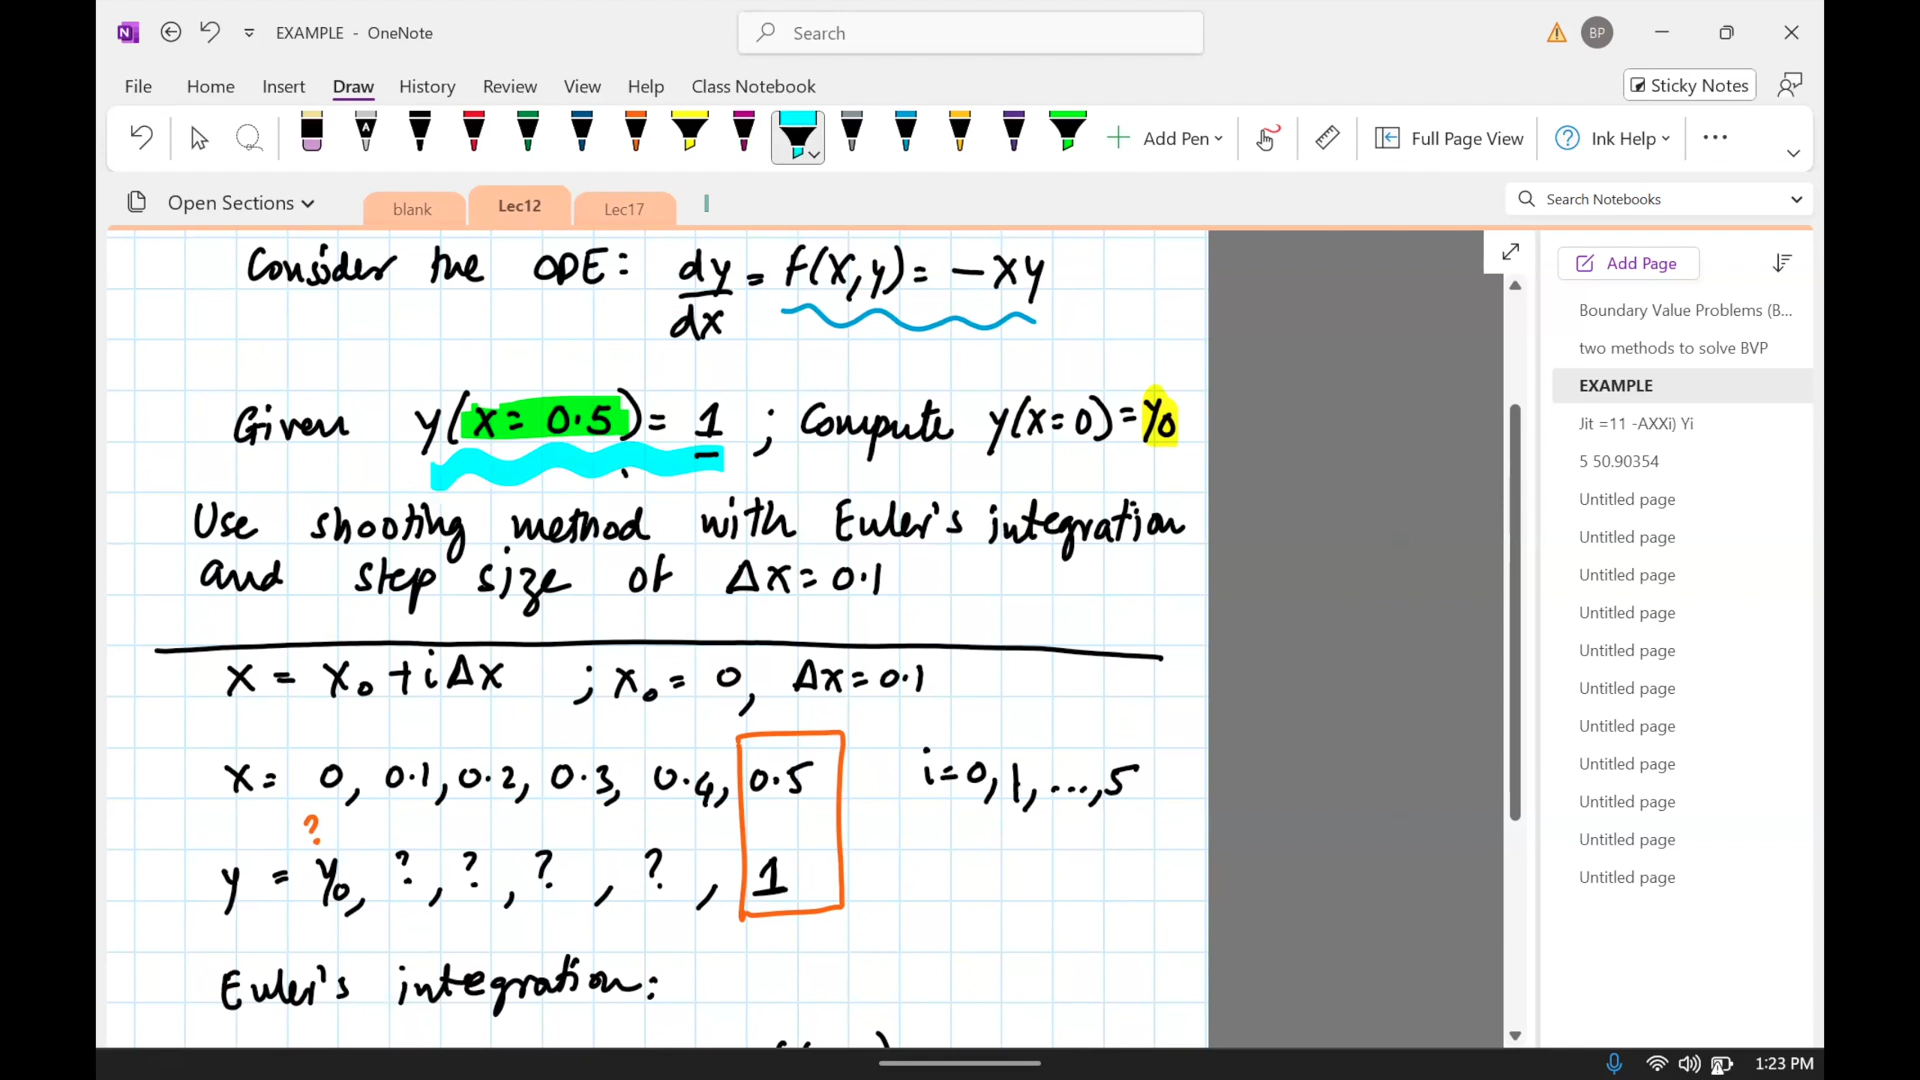 EXAMPLE - OneNote
Search
BP
File Home Insert Draw History Review View Help Class Notebook
Sticky Notes
Add Pen
Full Page View
Ink Help
Open Sections
blank
Lec12
Lec17
Search Notebooks
Consider the ODE: dy/dx = f(x,y) = -xy
Given y(x = 0.5) = 1 ; Compute y(x=0) = y₀
Use shooting method with Euler's integration
and step size of Δx = 0.1
x = x₀ + iΔx ; x₀ = 0, Δx = 0.1
x = 0, 0.1, 0.2, 0.3, 0.4, 0.5 i=0,1,...,5
?
y = y₀, ?, ?, ?, ?, 1
Euler's integration:
Add Page
Boundary Value Problems (B...
two methods to solve BVP
EXAMPLE
Jit =11 -AXXi) Yi
5 50.90354
Untitled page
Untitled page
Untitled page
Untitled page
Untitled page
Untitled page
Untitled page
Untitled page
Untitled page
Untitled page
Untitled page
1:23 PM